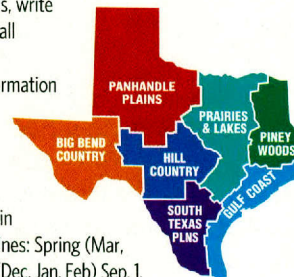 s, write
all
rmation
PANHANDLE
PLAINS
PRAIRIES
& LAKES
PINEY
WOODS
BIG BEND
COUNTRY
HILL
COUNTRY
GULF COAST
SOUTH
TEXAS
PLNS
in
nes: Spring (Mar,
(Dec, Jan, Feb) Sep. 1.